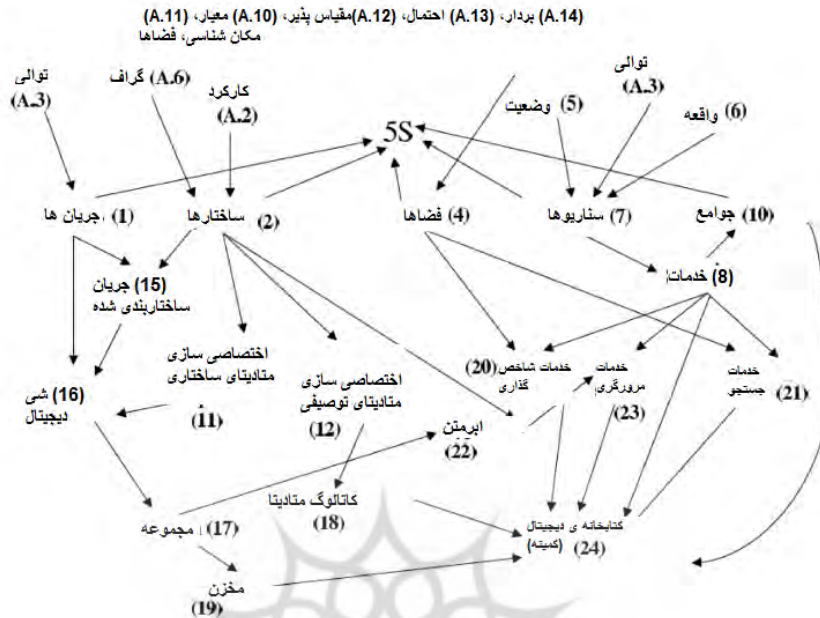 (A.14) بردار، (A.13) احتمال، (A.12)مقیاس پذیر، (A.10) معیار، (A.11)
مکان شناسی، فضاها
توالی
(A.3)
گراف (A.6)
کارکرد
(A.2)
وضعیت (5)
توالی
(A.3)
واقعه (6)
5S
جریان ها (1)
ساختارها (2)
فضاها (4)
سناریوها (7)
جوامع (10)
خدمات (8)
جریان (15)
ساختاربندی شده
اختصاصی سازی
متادیتای ساختاری
(11)
اختصاصی سازی
متادیتای توصیفی
(12)
خدمات شاخص (20)
گذاری
خدمات
مرورگری
(23)
خدمات
جستجو
(21)
شی (16)
دیجیتال
ابرمتن
(22)
کاتالوگ متادیتا
(18)
مجموعه (17)
کتابخانه ی دیجیتال
(کمینه)
(24)
مخزن
(19)